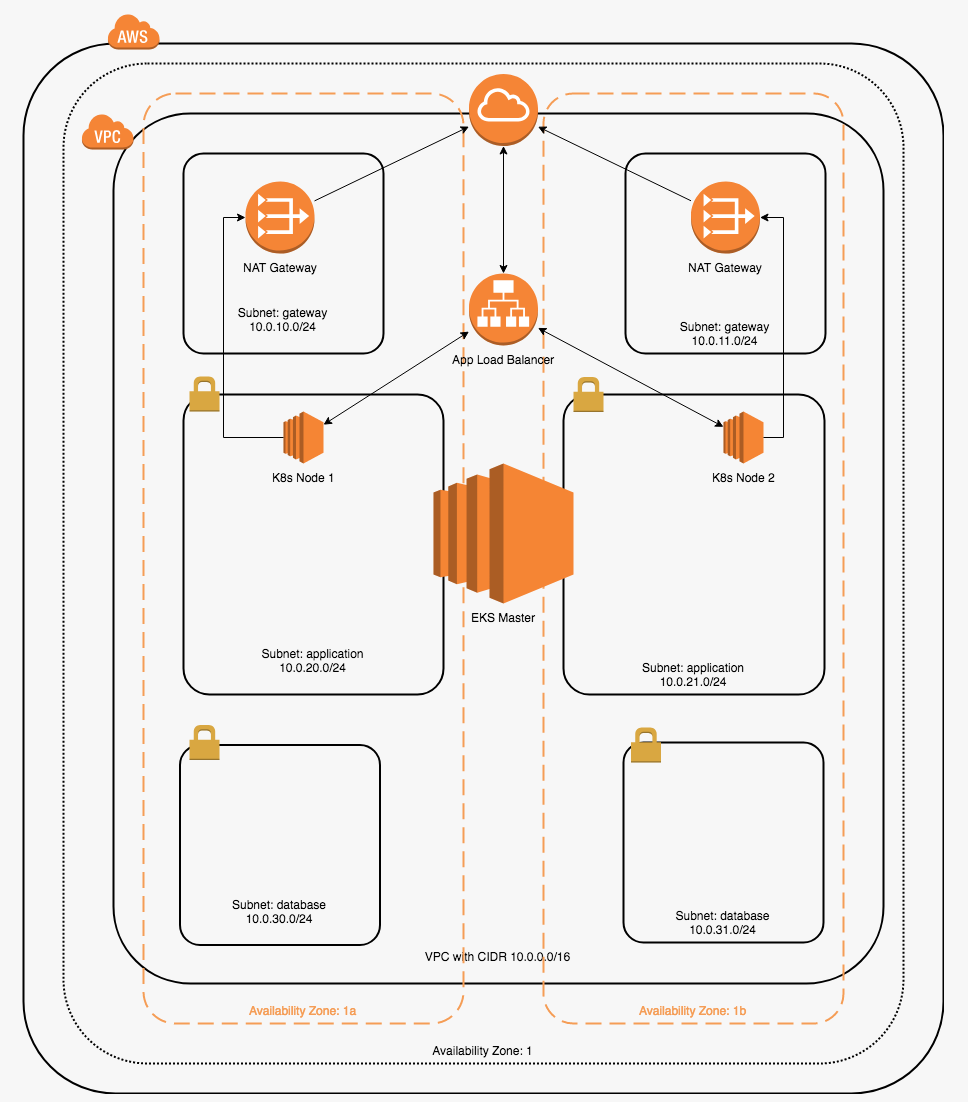 AWS
VPC
NAT Gateway
NAT Gateway
Subnet: gateway
10.0.10.0/24
Subnet: gateway
10.0.11.0/24
App Load Balancer
K8s Node 1
K8s Node 2
EKS Master
Subnet: application
10.0.20.0/24
Subnet: application
10.0.21.0/24
Subnet: database
10.0.30.0/24
Subnet: database
10.0.31.0/24
VPC with CIDR 10.0.0.0/16
Availability Zone: 1a
Availability Zone: 1b
Availability Zone: 1